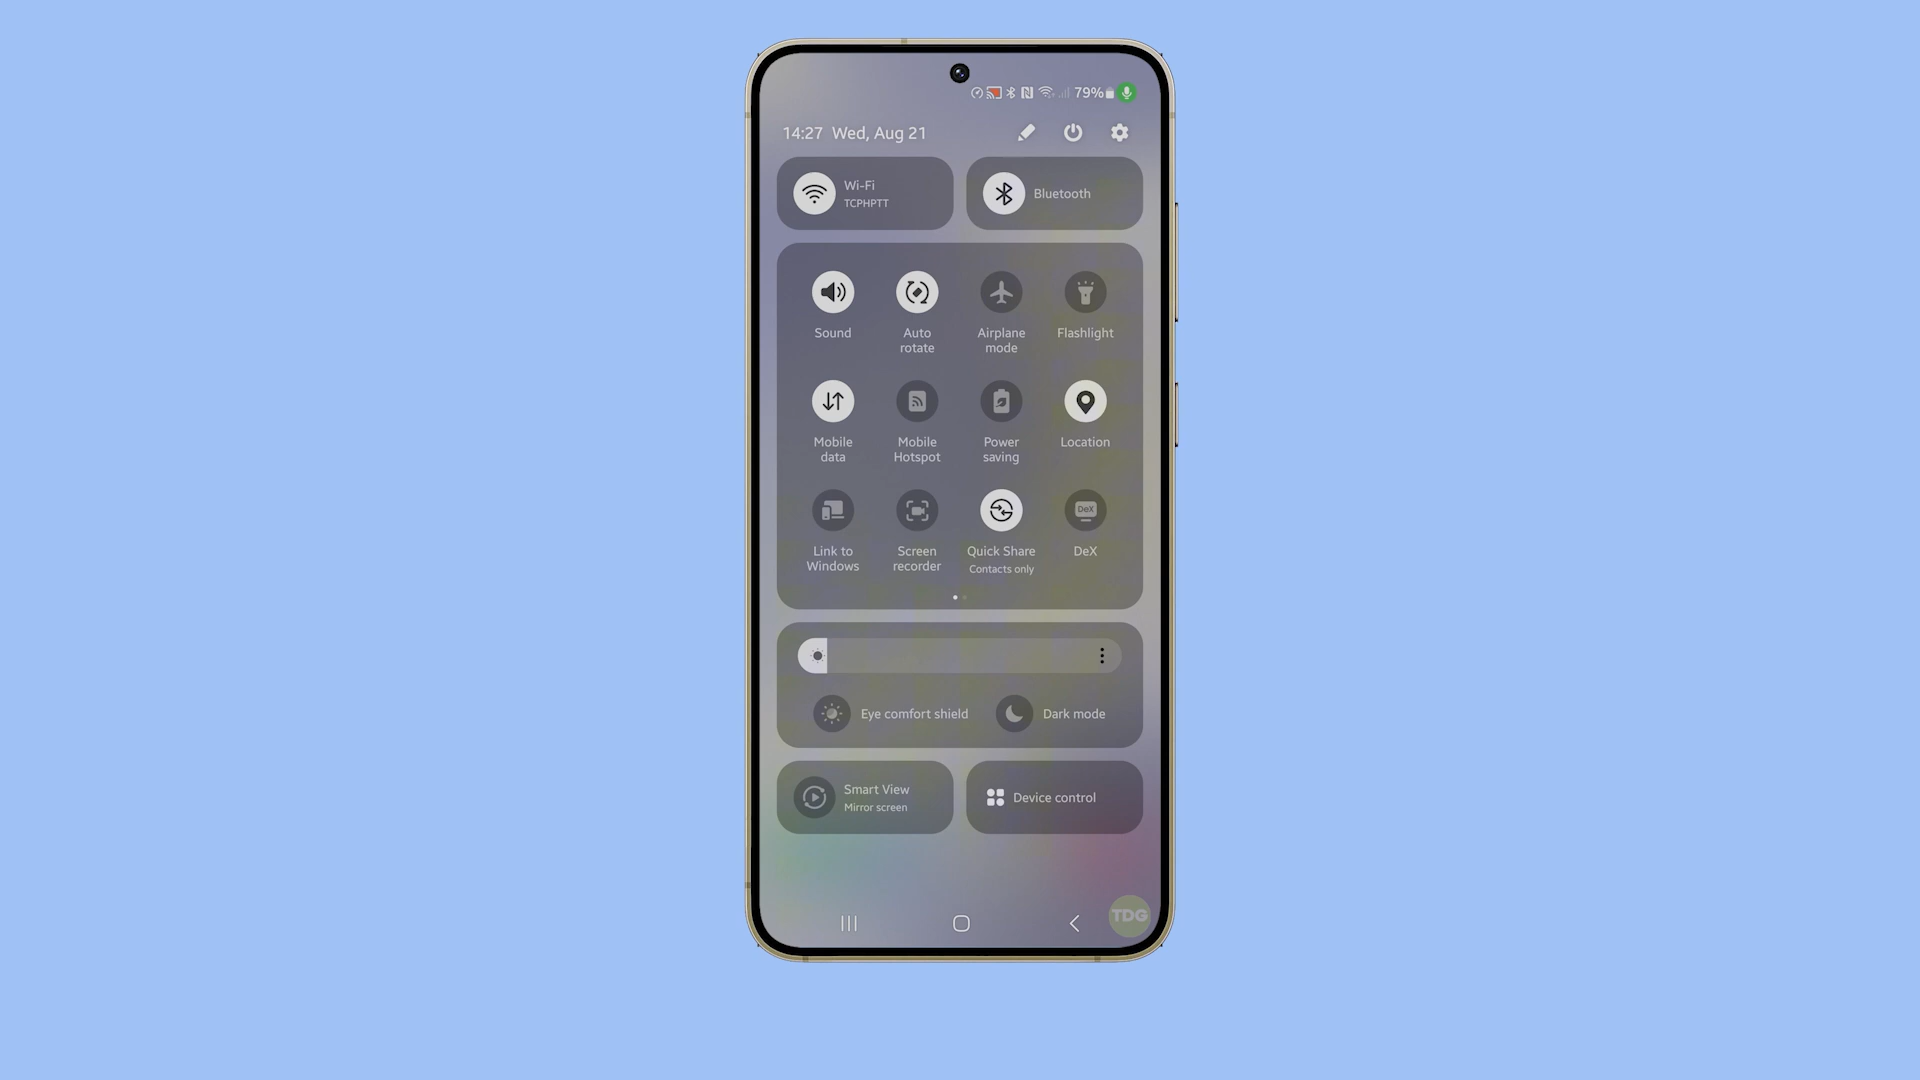 79%
14:27 Wed, Aug 21
Wi-Fi
TCPHPTT
Bluetooth
Sound
Auto
rotate
Airplane
mode
Flashlight
Mobile
data
Mobile
Hotspot
Power
saving
Location
Link to
Windows
Screen
recorder
Quick Share
Contacts only
DeX
DeX
Eye comfort shield
Dark mode
Smart View
Mirror screen
Device control
TDG